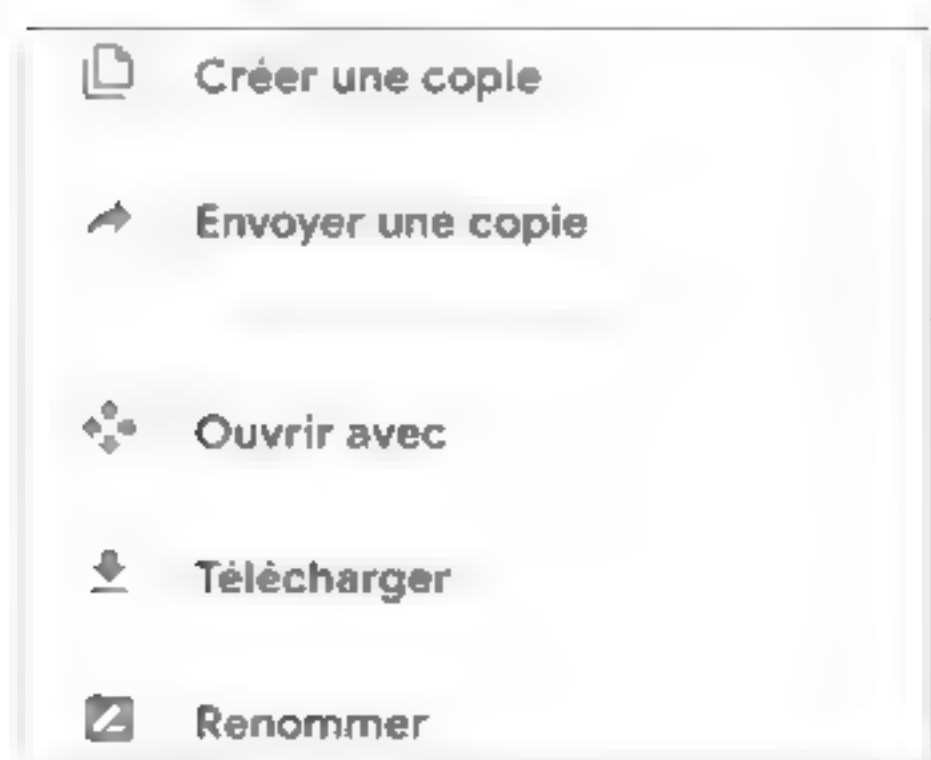 Créer une copie
Envoyer une copie
Ouvrir avec
Télécharger
Renommer